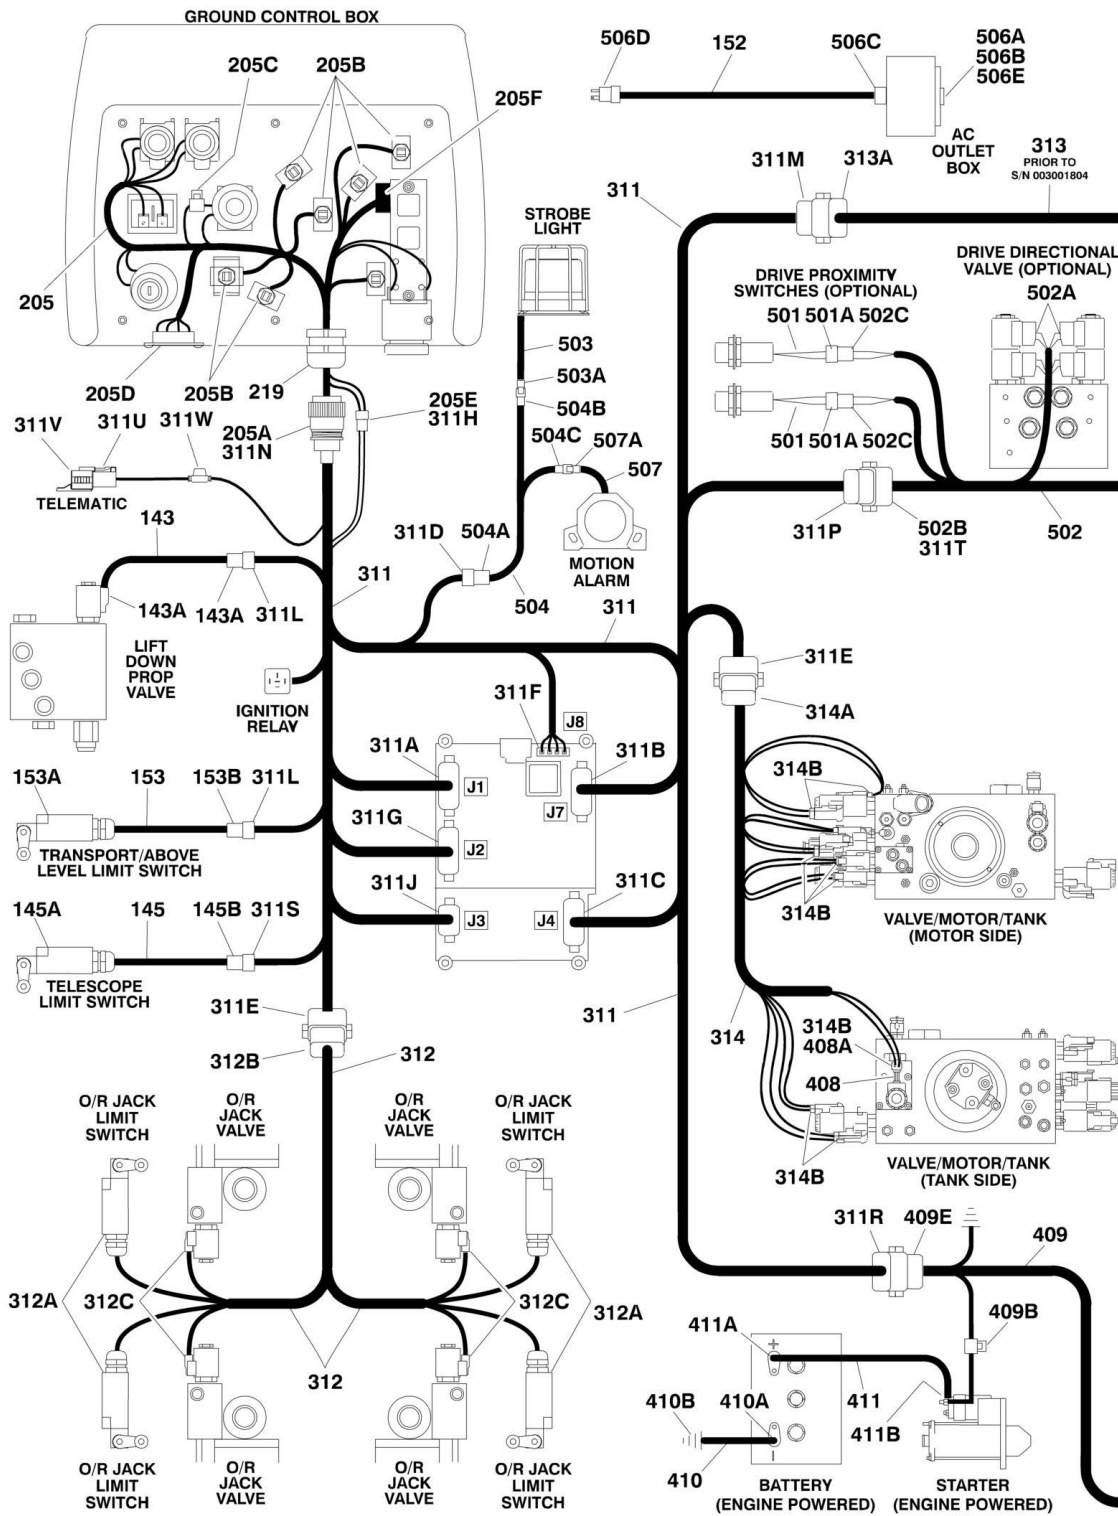 GROUND CONTROL BOX
205C
205B
205F
506D
152
506C
506A
506B
506E
AC
OUTLET
BOX
311M
313A
313
PRIOR TO
S/N 003001804
311
STROBE
LIGHT
DRIVE PROXIMITY
SWITCHES (OPTIONAL)
DRIVE DIRECTIONAL
VALVE (OPTIONAL)
502A
501
501A
502C
205
503
503A
504B
205D
205B
219
205E
311H
311V
311U
311W
205A
311N
504C
507A
507
501
501A
502C
TELEMATIC
143
311D
504A
MOTION
ALARM
311P
502B
311T
502
143A
143A
311L
311
504
311
LIFT
DOWN
PROP
VALVE
IGNITION
RELAY
311E
314A
311F
J8
311A
311B
J1
J7
314B
153A
153
153B
311L
311G
J2
TRANSPORT/ABOVE
LEVEL LIMIT SWITCH
311J
311C
J3
J4
314B
VALVE/MOTOR/TANK
(MOTOR SIDE)
145A
145
145B
311S
TELESCOPE
LIMIT SWITCH
311E
312B
312
311
314
314B
408A
408
O/R JACK
LIMIT
SWITCH
O/R
JACK
VALVE
O/R
JACK
VALVE
O/R JACK
LIMIT
SWITCH
314B
VALVE/MOTOR/TANK
(TANK SIDE)
311R
409E
409
312A
312C
312C
312A
409B
312
411A
+
411
411B
410B
410A
410
-
O/R JACK
LIMIT
SWITCH
O/R
JACK
VALVE
O/R
JACK
VALVE
O/R JACK
LIMIT
SWITCH
BATTERY
(ENGINE POWERED)
STARTER
(ENGINE POWERED)